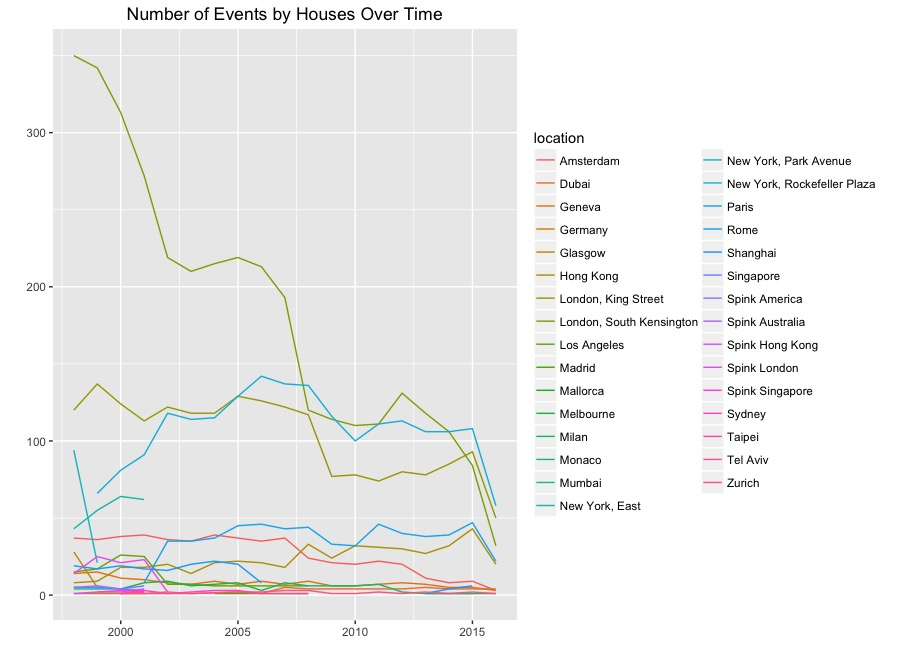 Number of Events by Houses Over Time
300
200
100
0
2000
2005
2010
2015
location
Amsterdam
Dubai
Geneva
Germany
Glasgow
Hong Kong
London, King Street
London, South Kensington
Los Angeles
Madrid
Mallorca
Melbourne
Milan
Monaco
Mumbai
New York, East
New York, Park Avenue
New York, Rockefeller Plaza
Paris
Rome
Shanghai
Singapore
Spink America
Spink Australia
Spink Hong Kong
Spink London
Spink Singapore
Sydney
Taipei
Tel Aviv
Zurich